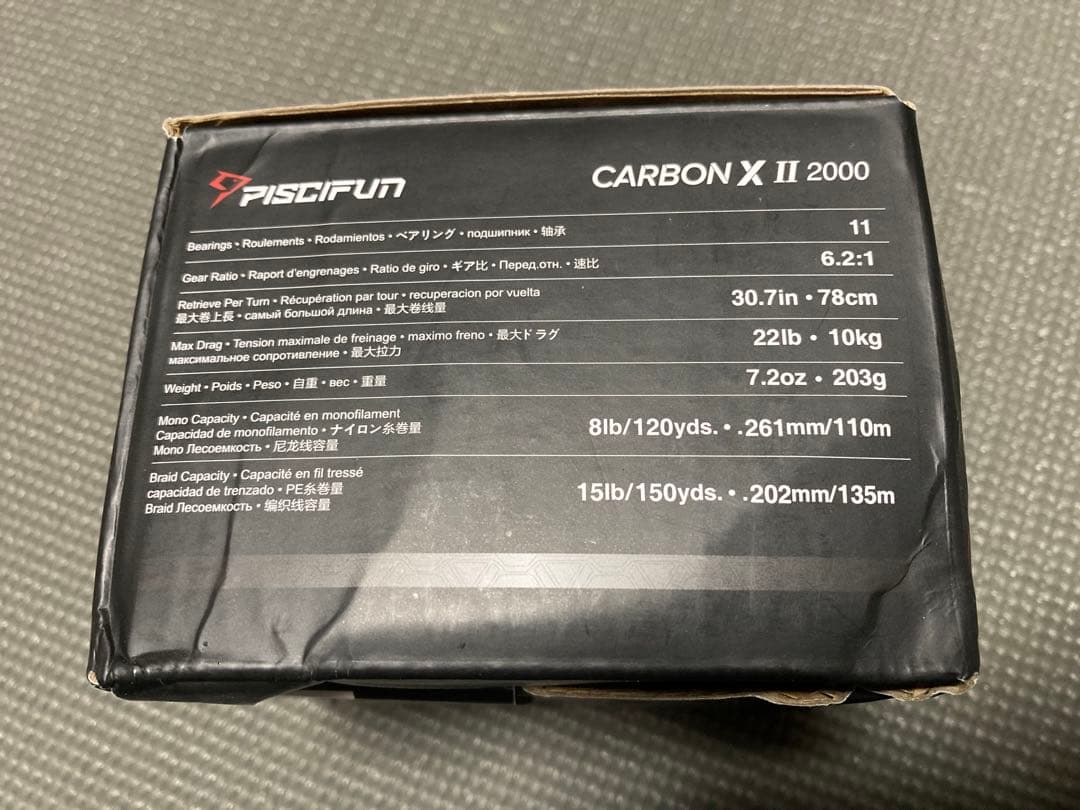 PISCIFUN
CARBON X II 2000
Bearings • Roulements • Rodamientos • ベアリング • подшипник • 轴承 11
Gear Ratio • Raport d'engrenages • Ratio de giro • ギア比 • Перед.отн. • 速比 6.2:1
Retrieve Per Turn • Récupération par tour • recuperacion por vuelta
最大巻上長 • самый большой длина • 最大卷线量 30.7in • 78cm
Max Drag • Tension maximale de freinage • maximo freno • 最大ドラグ
максимальное сопротивление • 最大拉力 22lb • 10kg
Weight • Poids • Peso • 自重 • вес • 重量 7.2oz • 203g
Mono Capacity • Capacité en monofilament
Capacidad de monofilamento • ナイロン糸巻量 8lb/120yds. • .261mm/110m
Mono Лесоемкость • 尼龙线容量
Braid Capacity • Capacité en fil tressé
capacidad de trenzado • PE糸巻量 15lb/150yds. • .202mm/135m
Braid Лесоемкость • 编织线容量